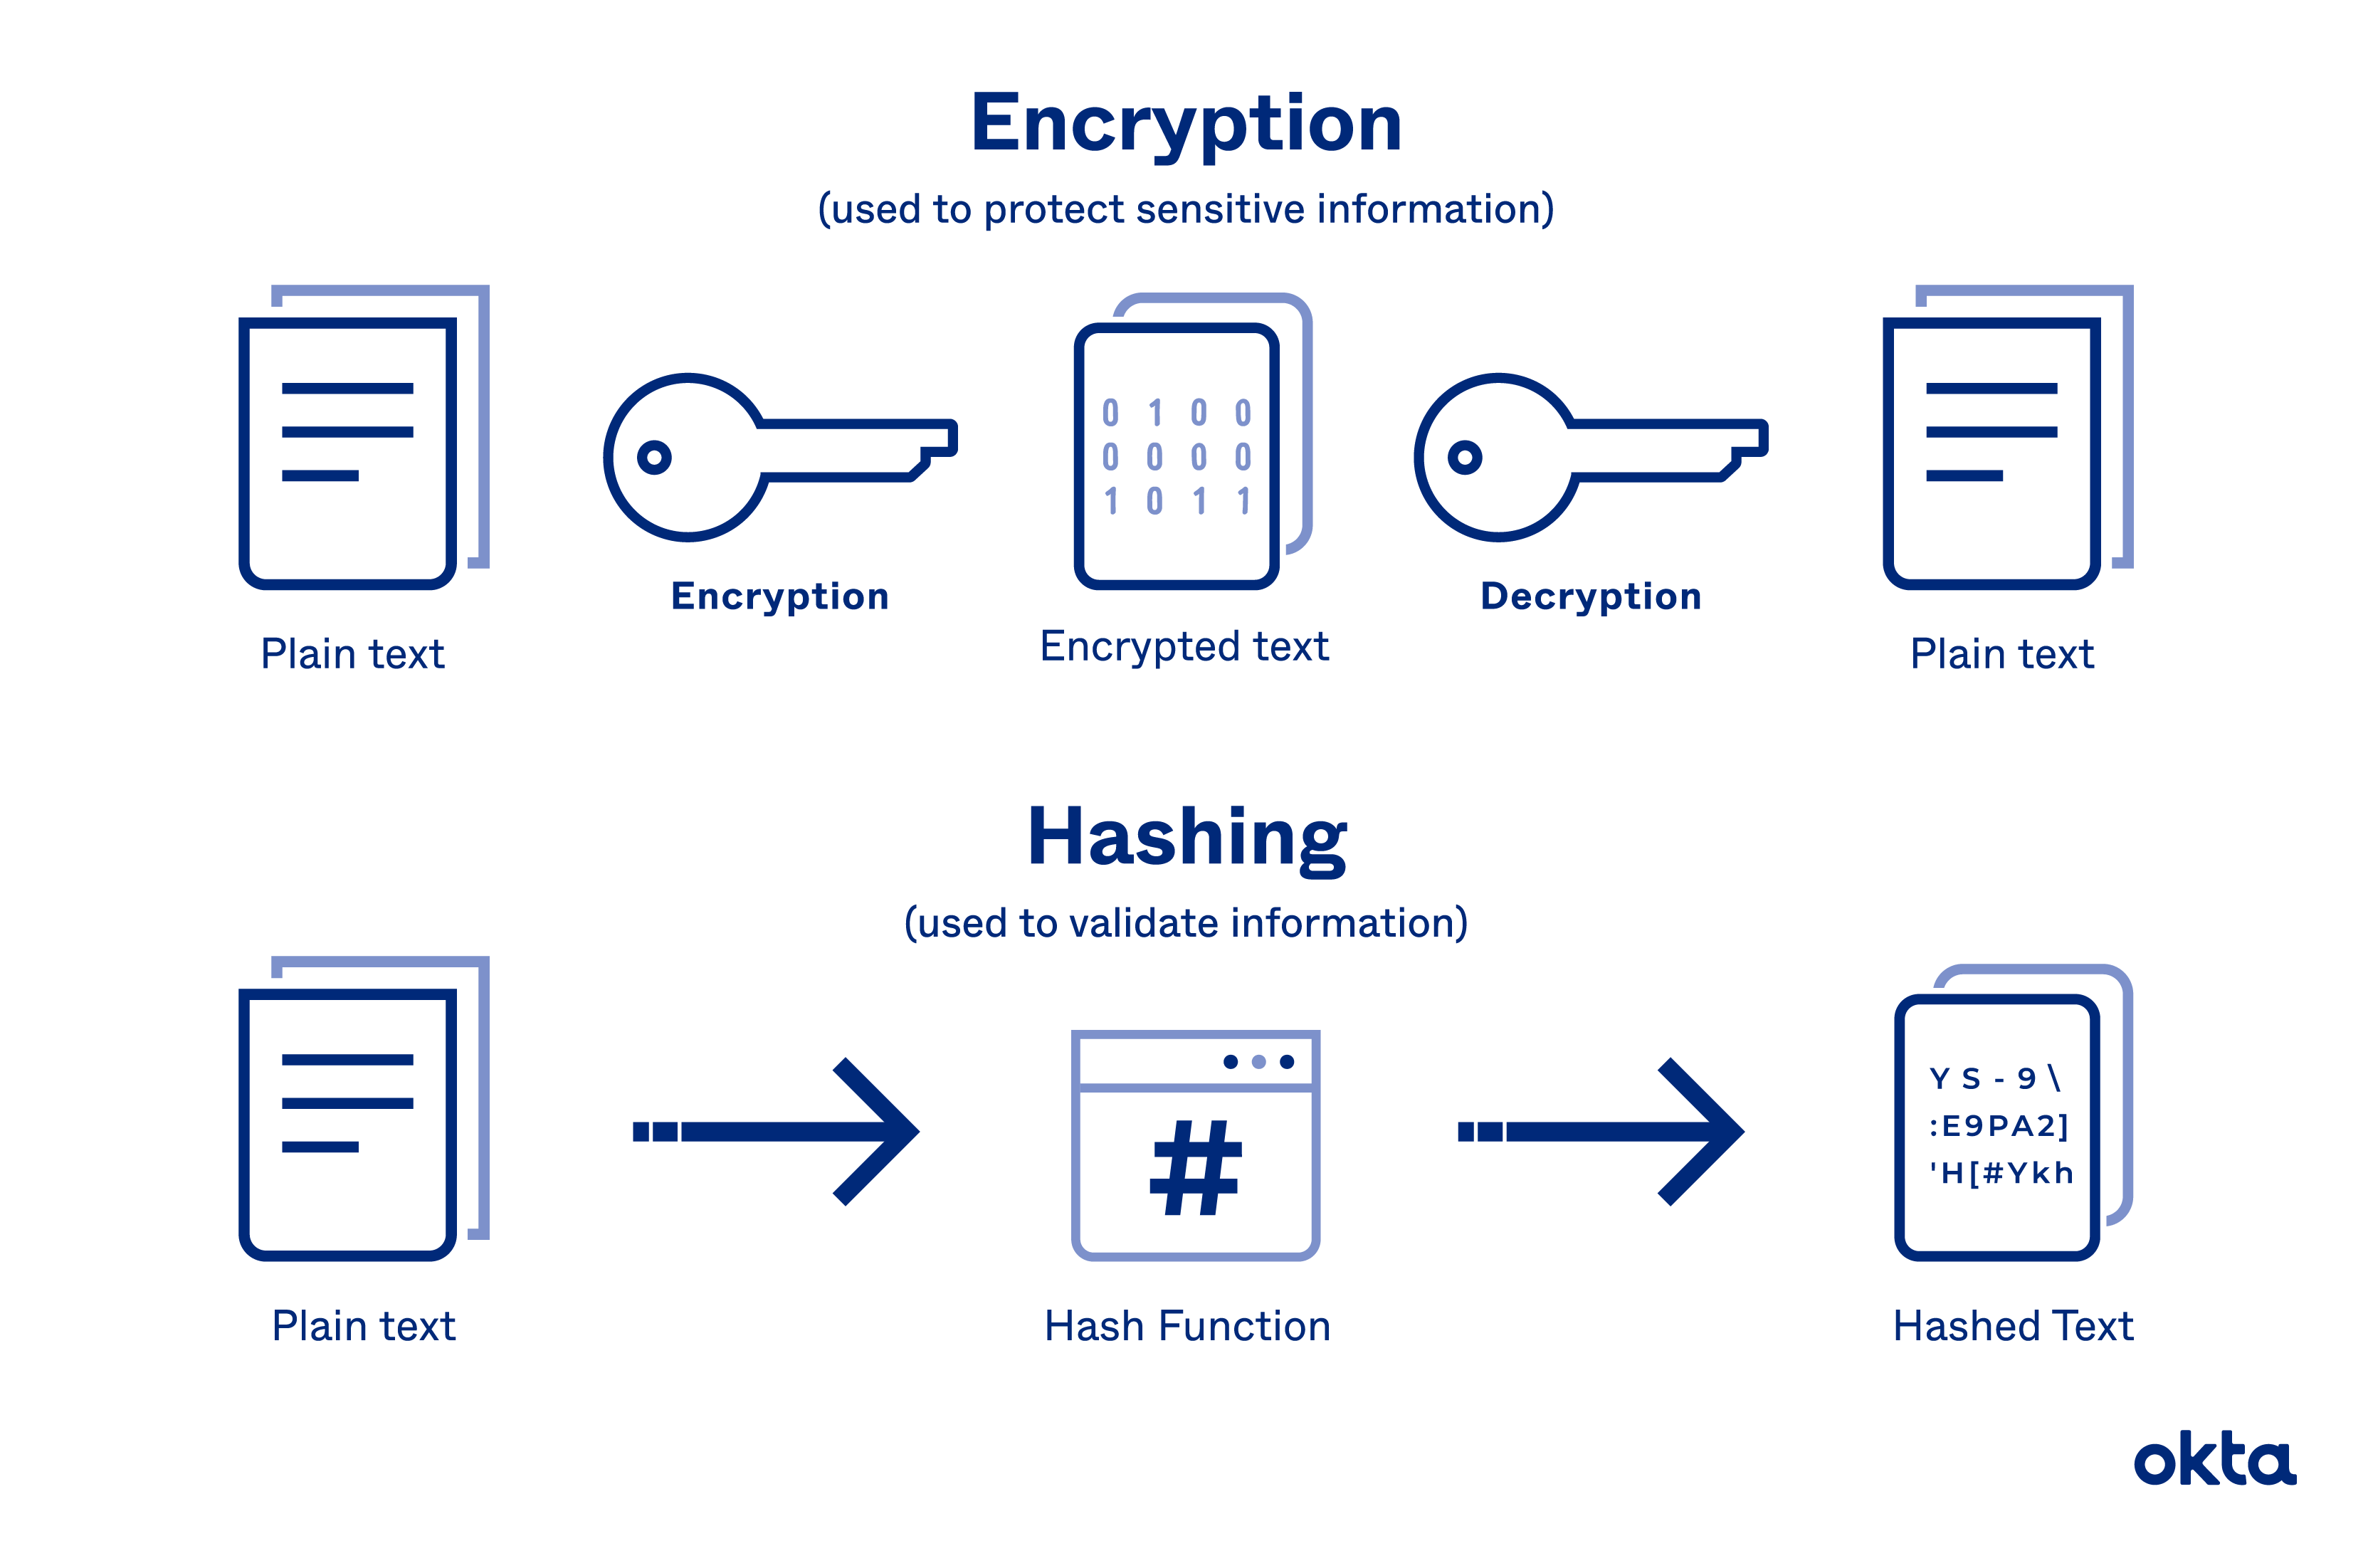 Encryption
(used to protect sensitive information)
0 1 0 0
0 0 0 0
1 0 1 1
Encryption
Decryption
Plain text
Encrypted text
Plain text
Hashing
(used to validate information)
Y S - 9 \
:E9PA2]
'H[#Ykh
#
Plain text
Hash Function
Hashed Text
okta